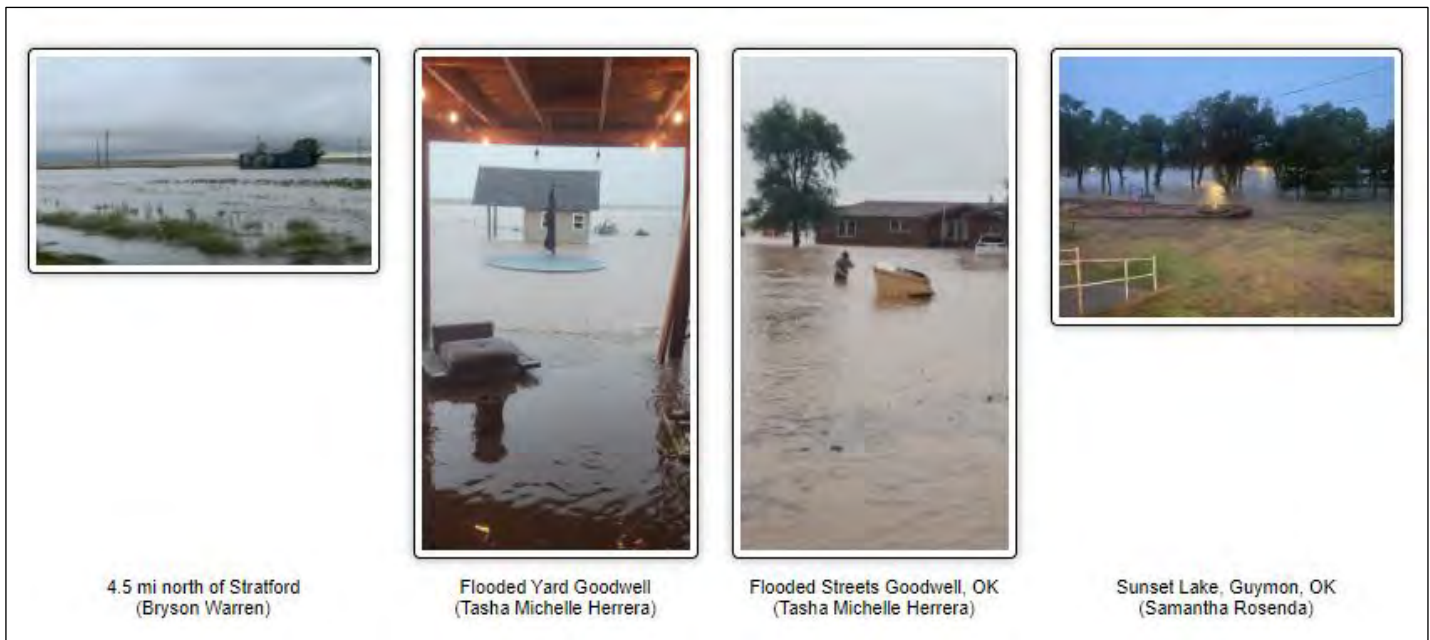 4.5 mi north of Stratford
(Bryson Warren)
Flooded Yard Goodwell
(Tasha Michelle Herrera)
Flooded Streets Goodwell, OK
(Tasha Michelle Herrera)
Sunset Lake, Guymon, OK
(Samantha Rosenda)